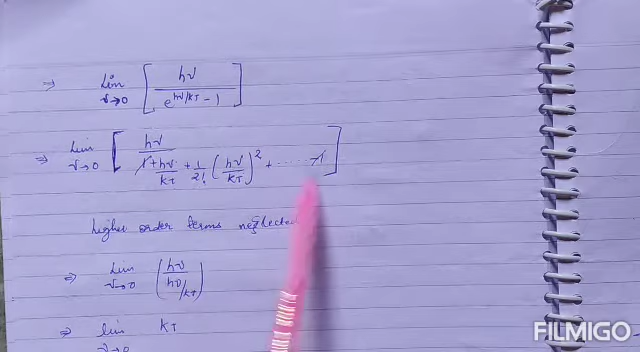 ⇒ Lim ν→0 [ hν / (e^(hν/KT) - 1) ]
⇒ Lim ν→0 [ hν / (1 + hν/KT + 1/2! (hν/KT)^2 + ...... - 1) ]
higher order terms neglected
⇒ Lim ν→0 ( hν / (hν/KT) )
⇒ lim ν→0 KT
FILMIGO